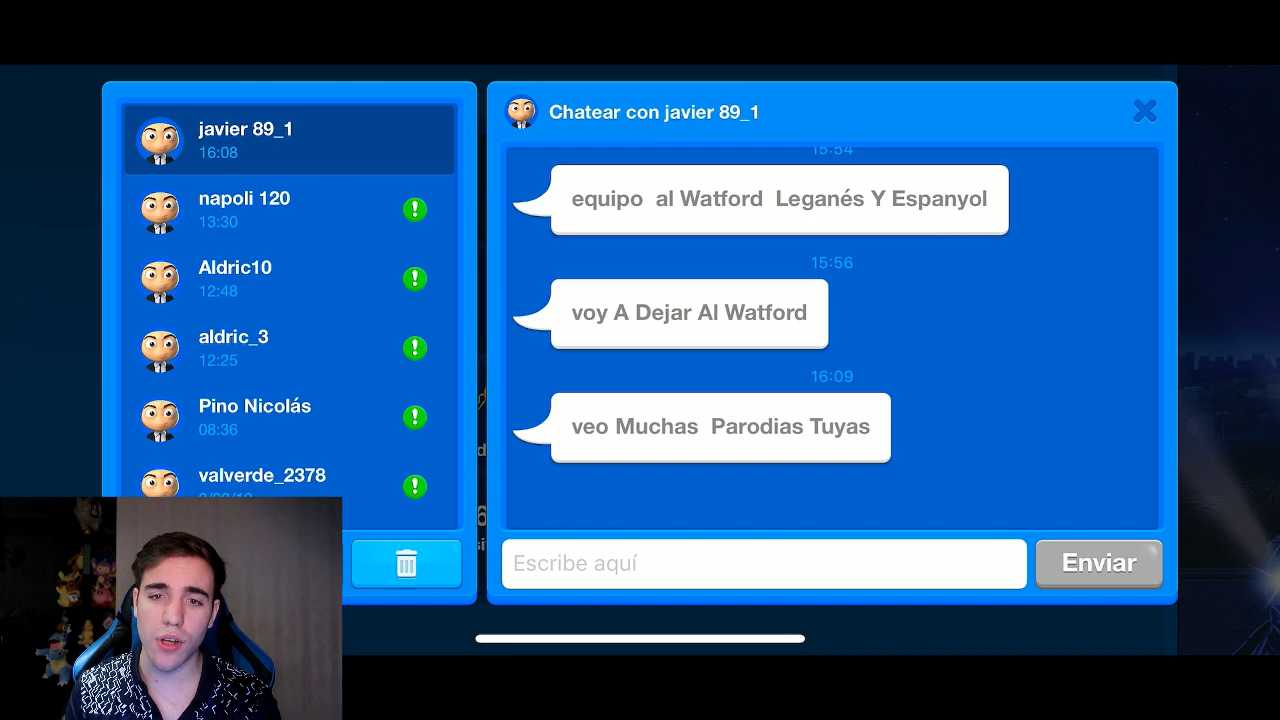 javier 89_1
16:08
napoli 120
13:30
Aldric10
12:48
aldric_3
12:25
Pino Nicolás
08:36
valverde_2378
Chatear con javier 89_1
15:54
equipo al Watford Leganés Y Espanyol
15:56
voy A Dejar Al Watford
16:09
veo Muchas Parodias Tuyas
Escribe aquí
Enviar